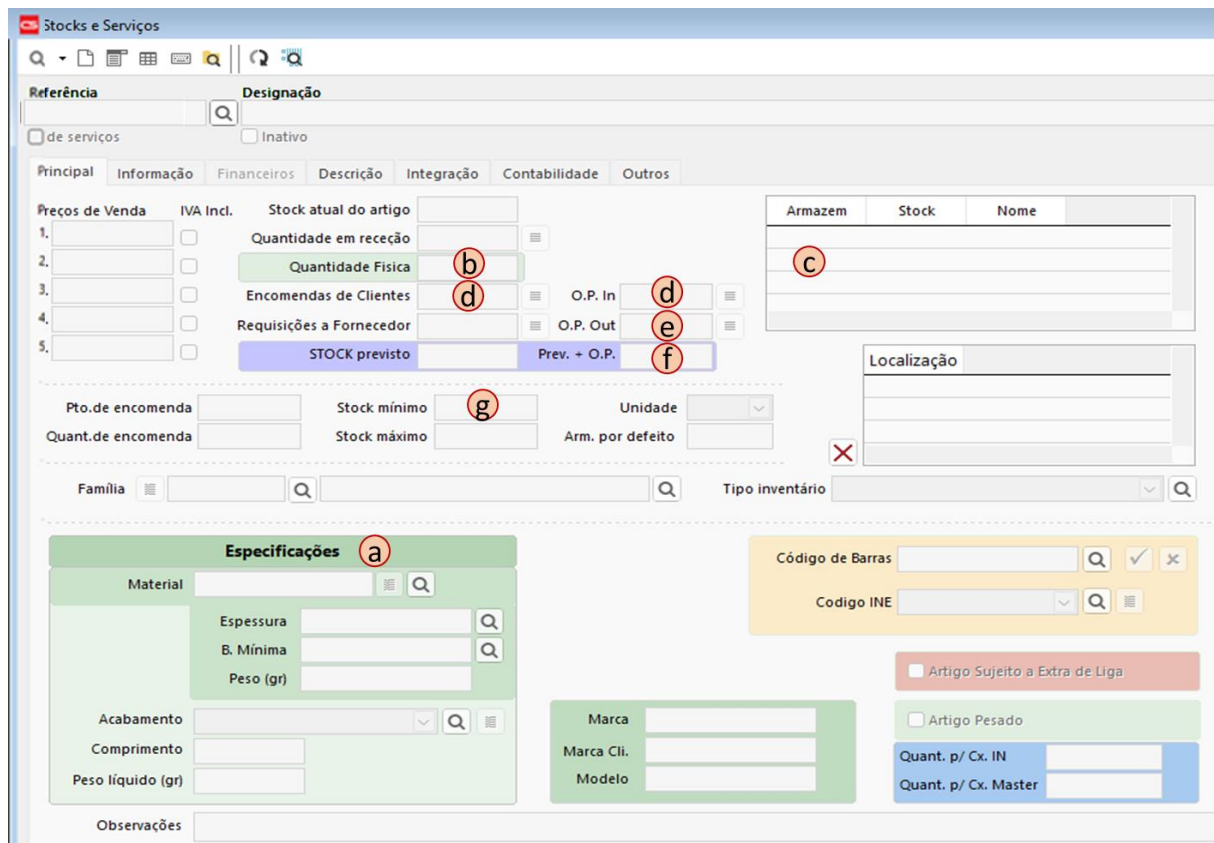 Stocks e Serviços
Referência Designação
de serviços Inativo
Principal Informação Financeiros Descrição Integração Contabilidade Outros
Preços de Venda IVA Incl. Stock atual do artigo Armazem Stock Nome
1. Quantidade em receção
2. Quantidade Fisica b c
3. Encomendas de Clientes d O.P. In d
4. Requisições a Fornecedor O.P. Out e
5. STOCK previsto Prev. + O.P. f Localização
Pto.de encomenda Stock mínimo g Unidade
Quant.de encomenda Stock máximo Arm. por defeito
Família Tipo inventário
Especificações a Código de Barras
Material Codigo INE
Espessura
B. Mínima
Peso (gr) Artigo Sujeito a Extra de Liga
Acabamento Marca Artigo Pesado
Comprimento Marca Cli. Quant. p/ Cx. IN
Peso líquido (gr) Modelo Quant. p/ Cx. Master
Observações